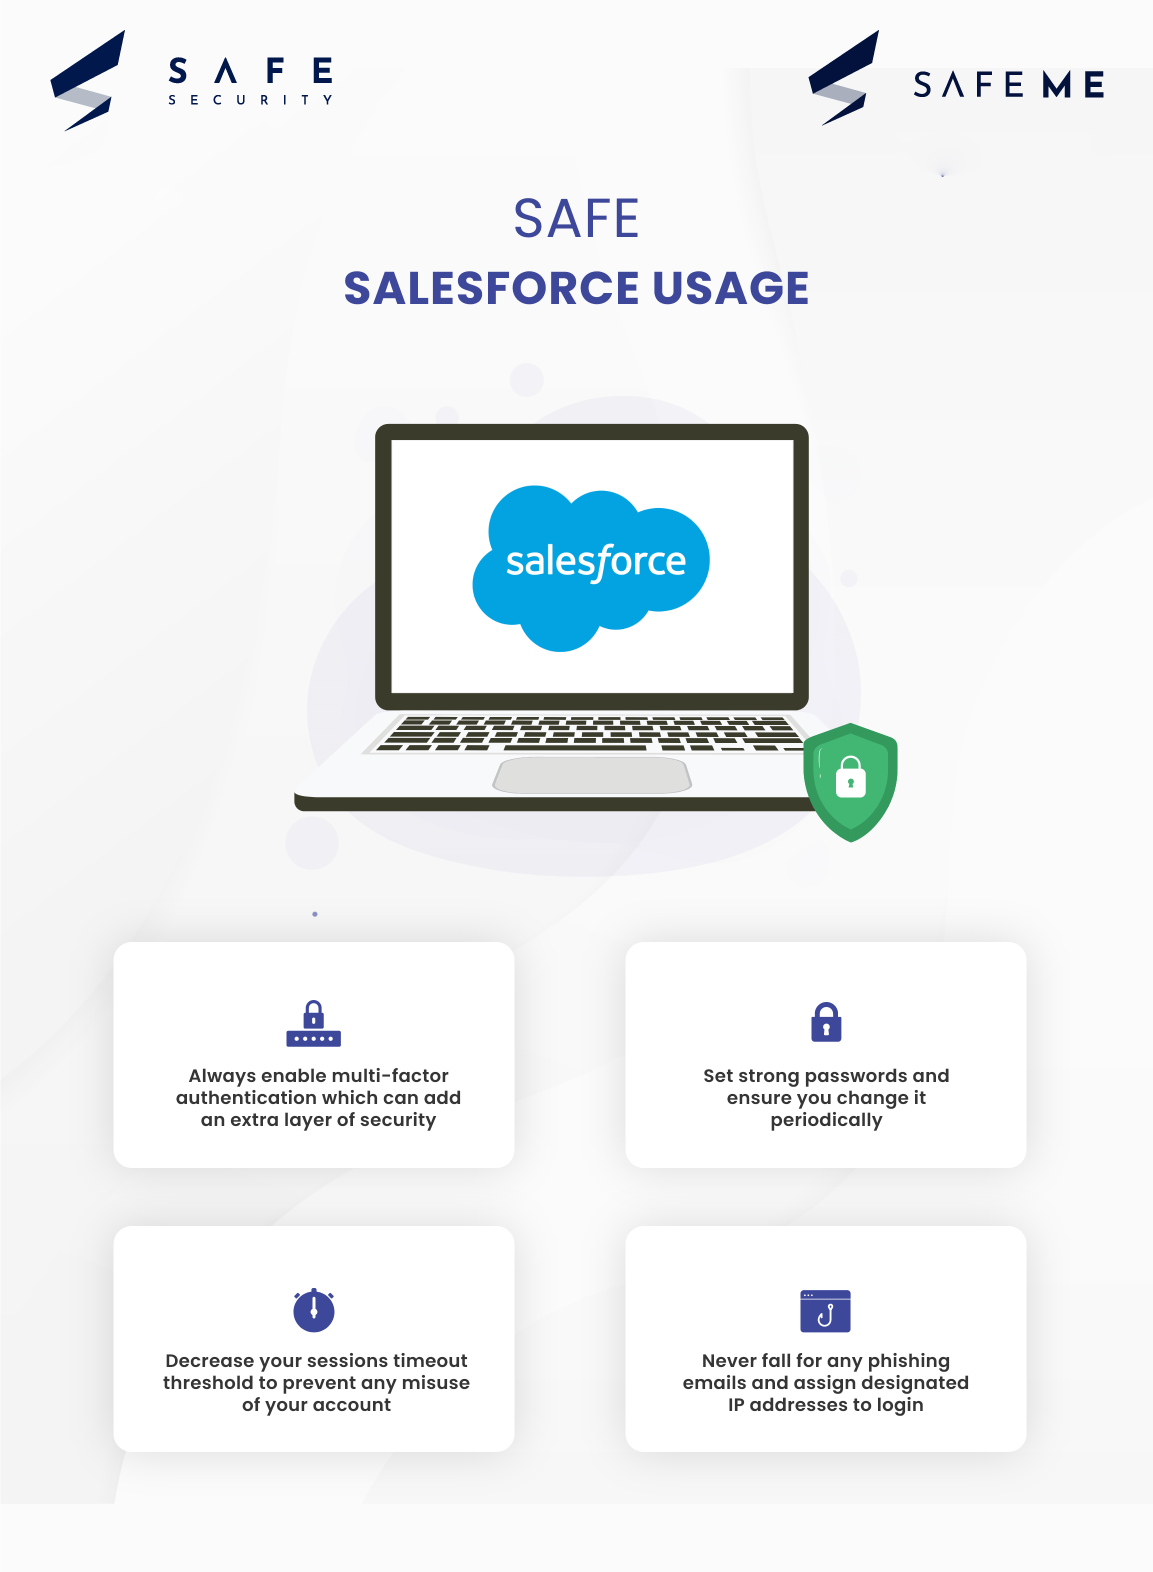 SAFE
SECURITY
SAFE ME
SAFE
SALESFORCE USAGE
salesforce
Always enable multi-factor
authentication which can add
an extra layer of security
Set strong passwords and
ensure you change it
periodically
Decrease your sessions timeout
threshold to prevent any misuse
of your account
Never fall for any phishing
emails and assign designated
IP addresses to login